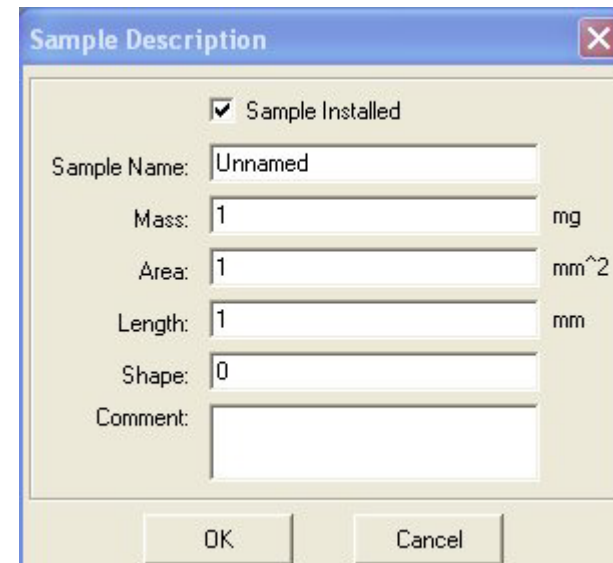 Sample Description
Sample Installed
Sample Name: Unnamed
Mass: 1 mg
Area: 1 mm^2
Length: 1 mm
Shape: 0
Comment:
OK Cancel